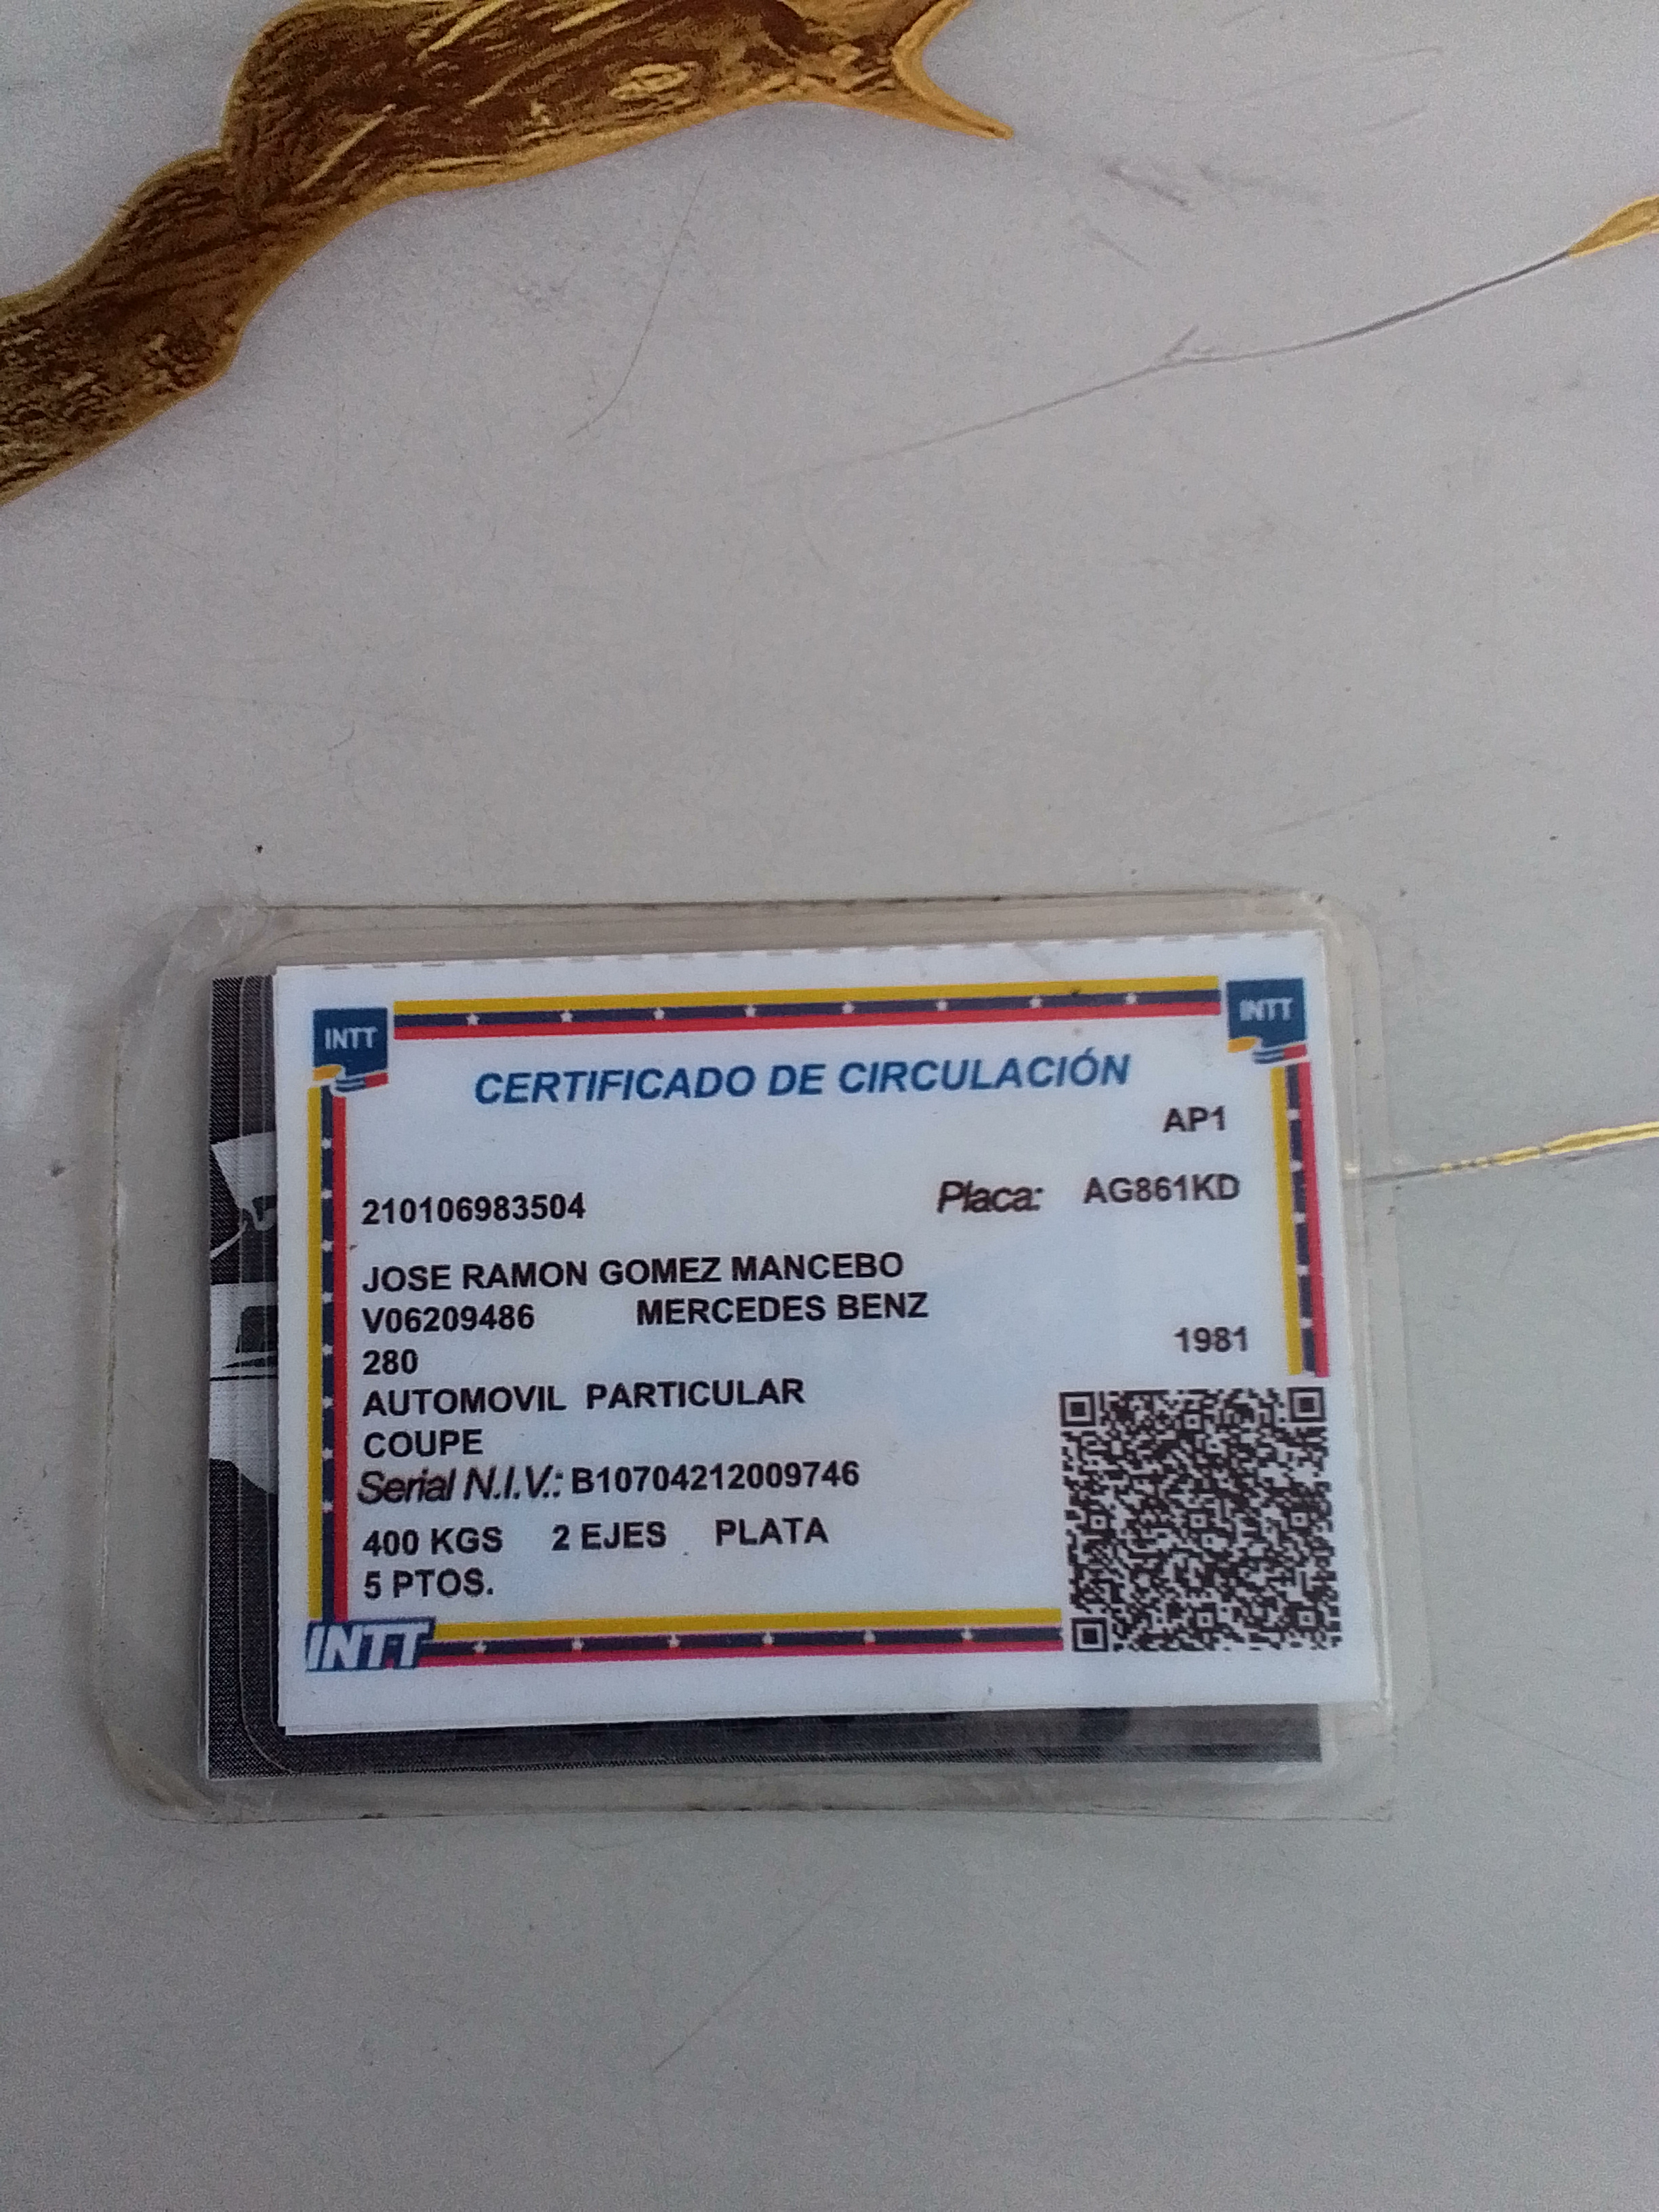 INTT INTT
CERTIFICADO DE CIRCULACIÓN
AP1
210106983504 Placa: AG861KD
JOSE RAMON GOMEZ MANCEBO
V06209486 MERCEDES BENZ
280 1981
AUTOMOVIL PARTICULAR
COUPE
Serial N.I.V.: B10704212009746
400 KGS 2 EJES PLATA
5 PTOS.
INTT